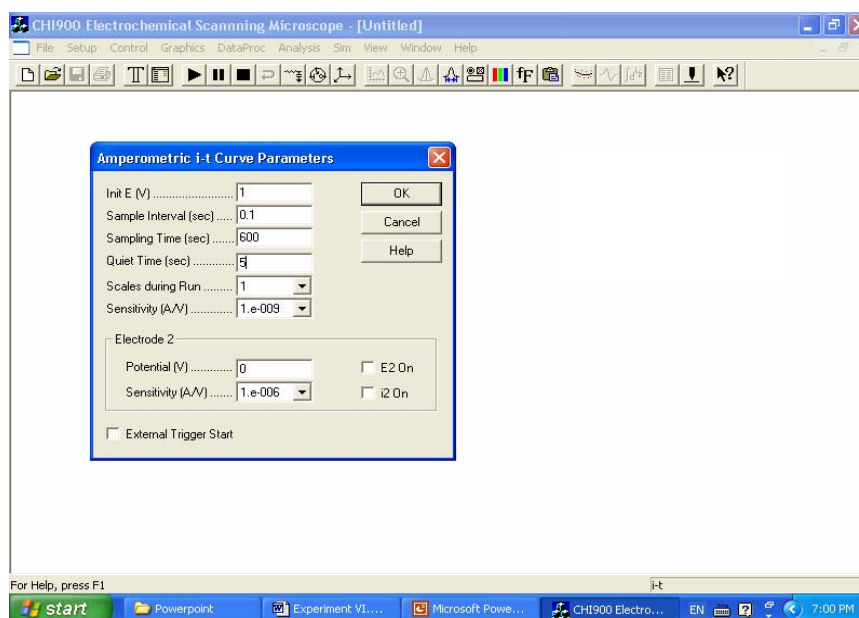 CHI900 Electrochemical Scannning Microscope - [Untitled]
File Setup Control Graphics DataProc Analysis Sim View Window Help
Amperometric i-t Curve Parameters
Init E (V) ........................ 1
OK
Sample Interval (sec) ..... 0.1
Cancel
Sampling Time (sec) ....... 600
Help
Quiet Time (sec) ............. 5
Scales during Run ......... 1
Sensitivity (A/V) ............. 1.e-009
Electrode 2
Potential (V) ............. 0
E2 On
Sensitivity (A/V) ....... 1.e-006
i2 On
External Trigger Start
For Help, press F1
i-t
start
Powerpoint
Experiment VI....
Microsoft Powe...
CHI900 Electro...
EN
7:00 PM